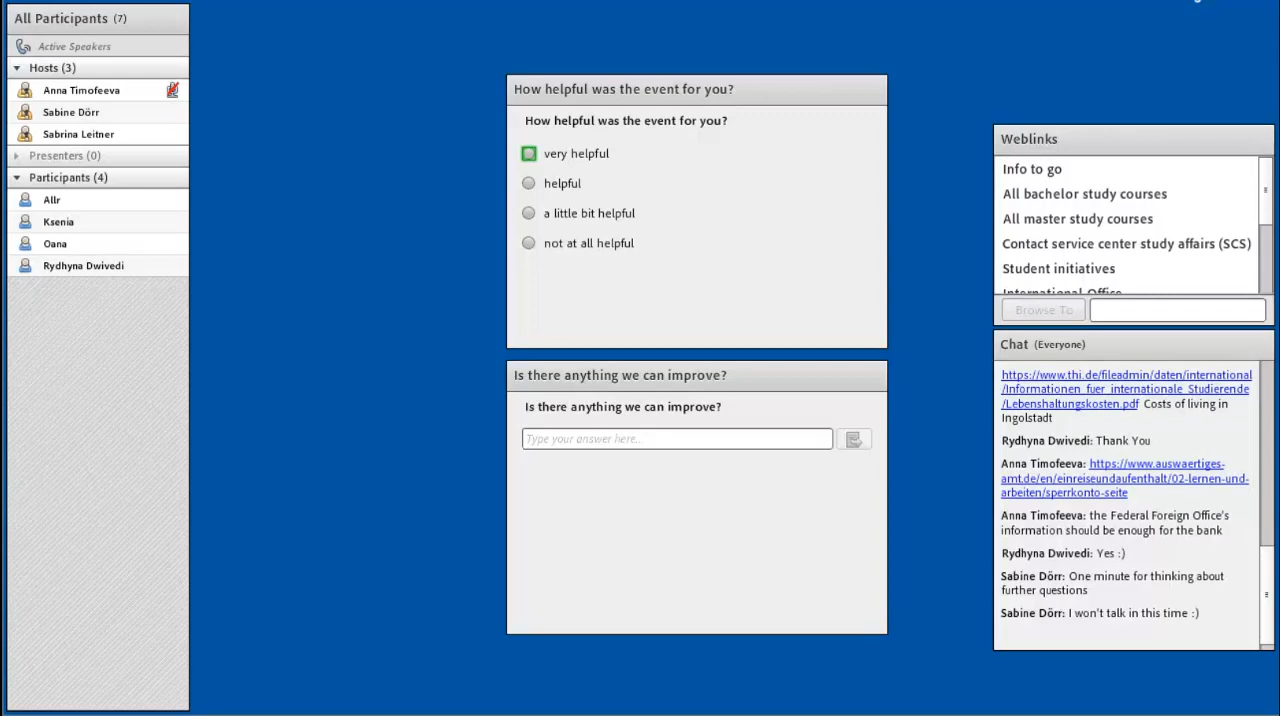 All Participants (7)
Active Speakers
Hosts (3)
Anna Timofeeva
Sabine Dörr
Sabrina Leitner
Presenters (0)
Participants (4)
Allr
Ksenia
Oana
Rydhyna Dwivedi
How helpful was the event for you?
How helpful was the event for you?
very helpful
helpful
a little bit helpful
not at all helpful
Is there anything we can improve?
Is there anything we can improve?
Type your answer here...
Weblinks
Info to go
All bachelor study courses
All master study courses
Contact service center study affairs (SCS)
Student initiatives
International Office
Browse To
Chat (Everyone)
https://www.thi.de/fileadmin/daten/international
/Informationen_fuer_internationale_Studierende
/Lebenshaltungskosten.pdf Costs of living in
Ingolstadt
Rydhyna Dwivedi: Thank You
Anna Timofeeva: https://www.auswaertiges-
amt.de/en/einreiseundaufenthalt/02-lernen-und-
arbeiten/sperrkonto-seite
Anna Timofeeva: the Federal Foreign Office's
information should be enough for the bank
Rydhyna Dwivedi: Yes :)
Sabine Dörr: One minute for thinking about
further questions
Sabine Dörr: I won't talk in this time :)